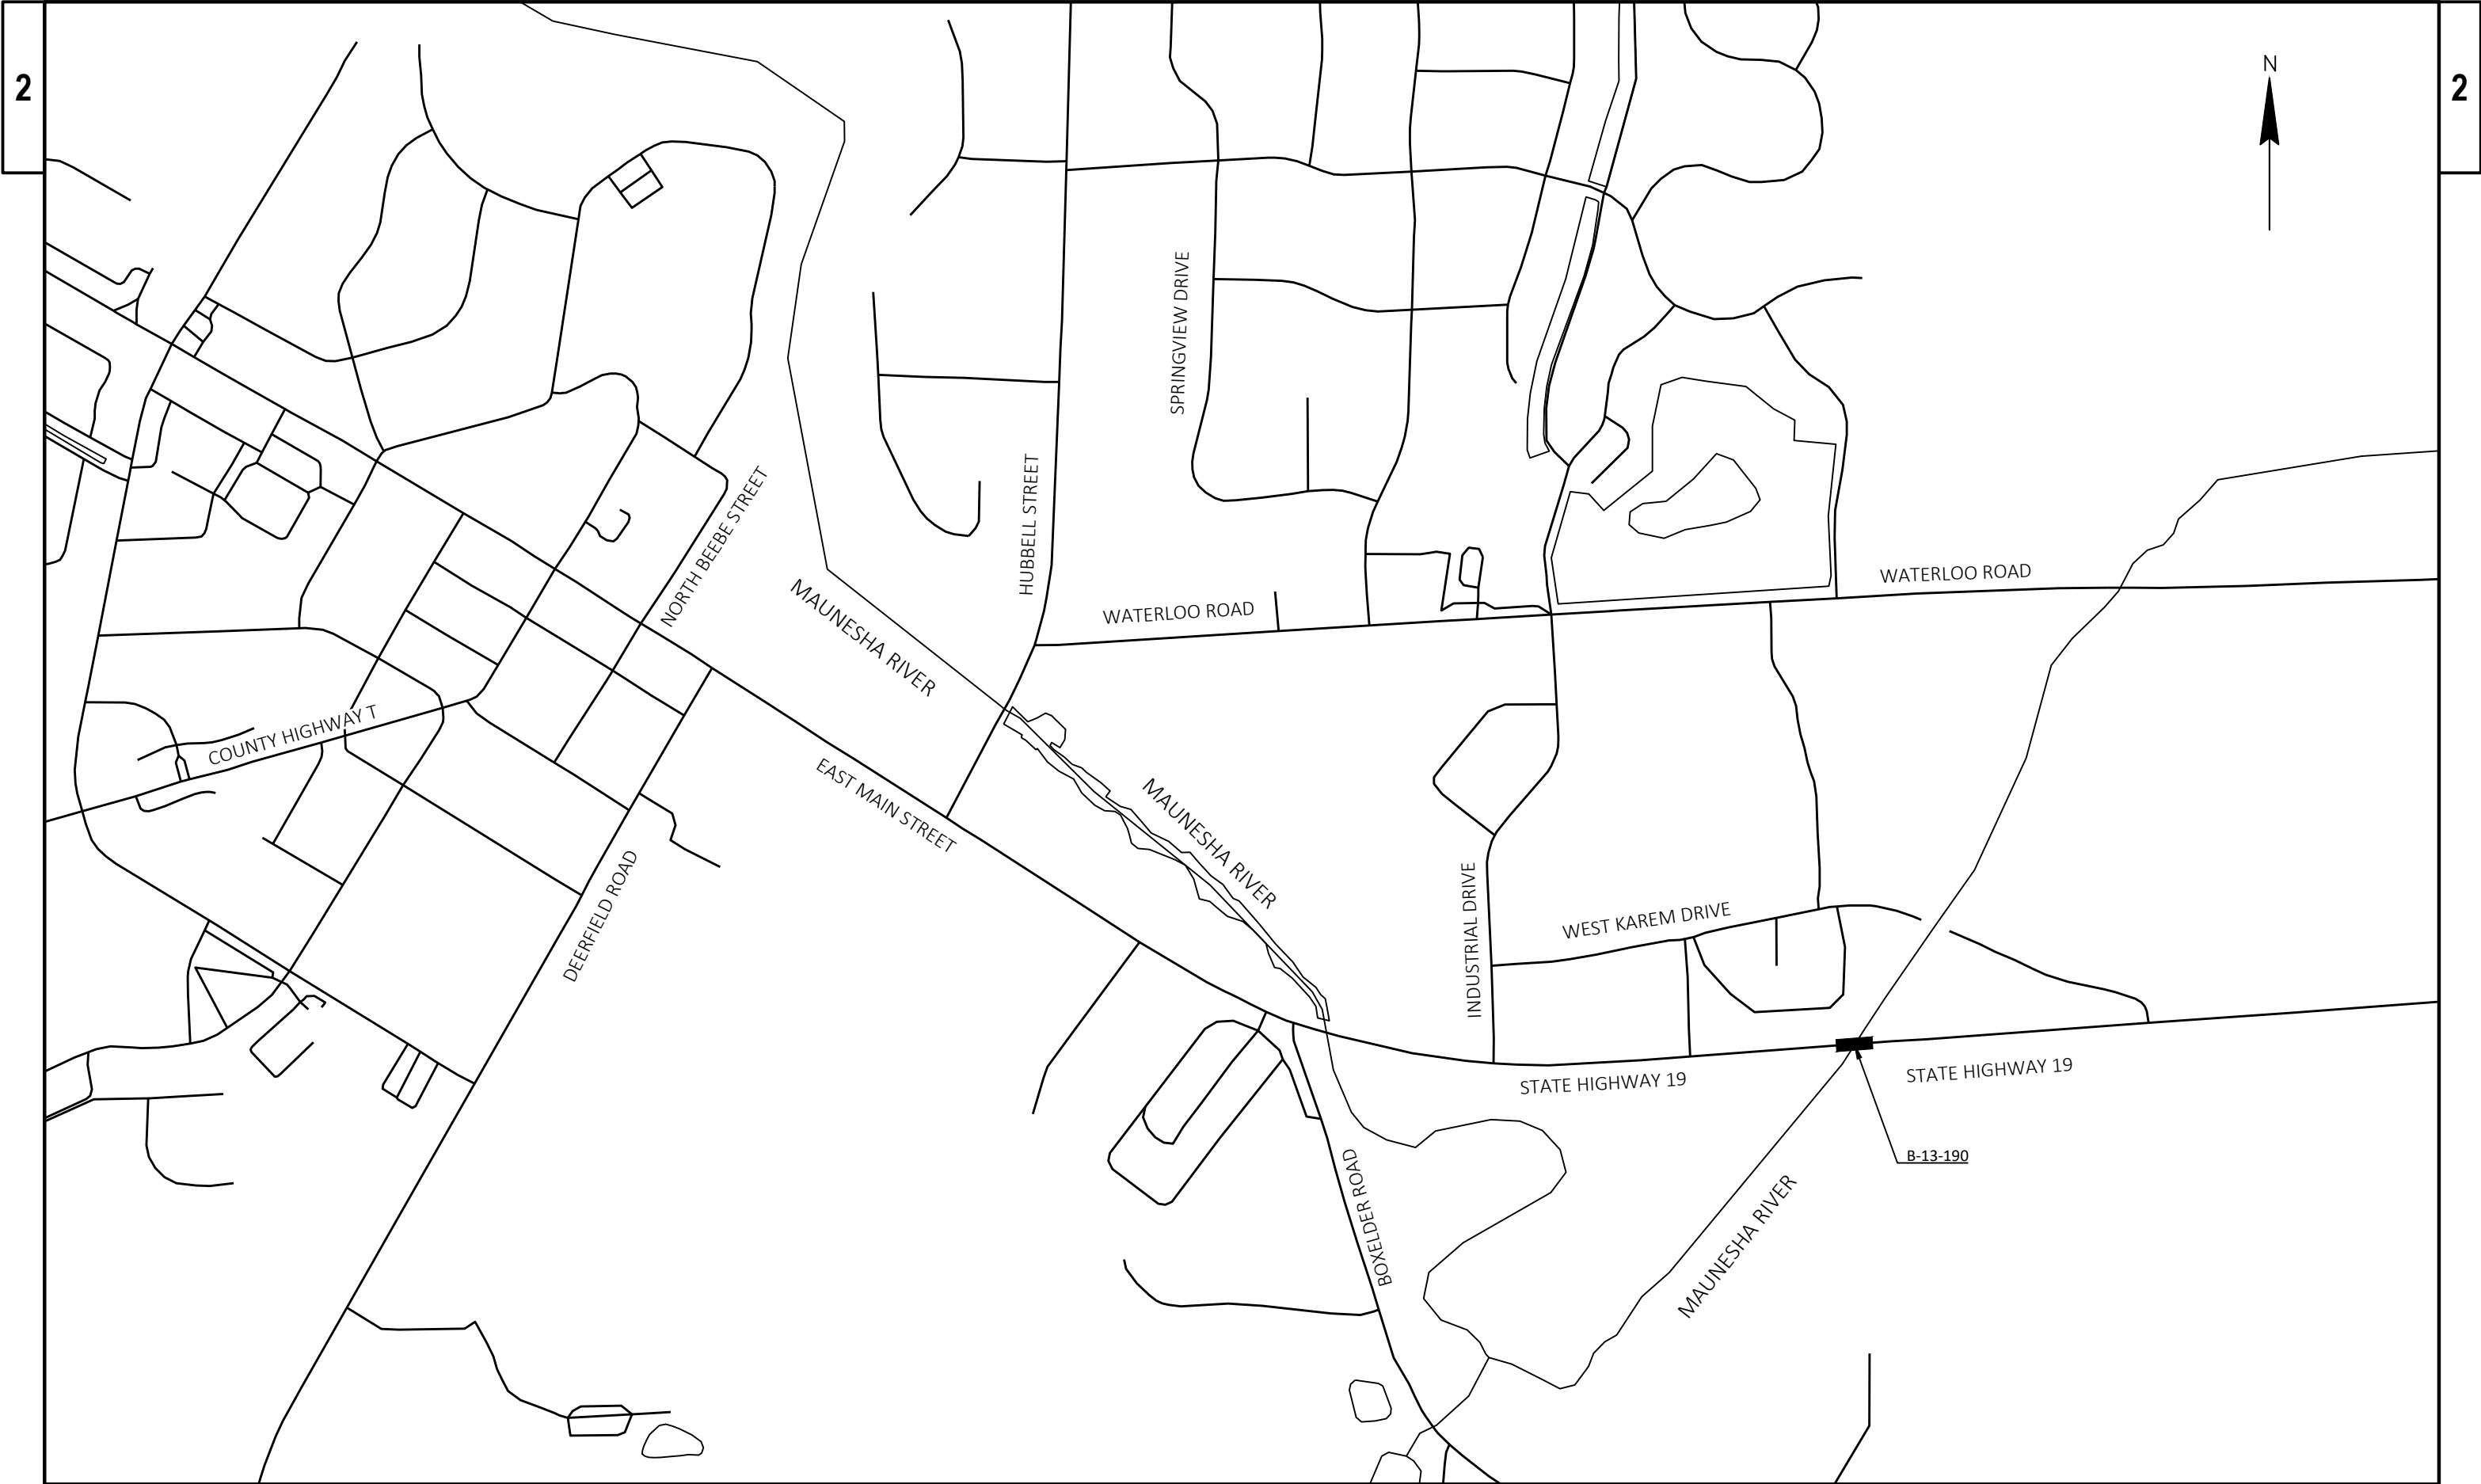 2
2
N
SPRINGVIEW DRIVE
HUBBELL STREET
NORTH BEEBE STREET
MAUNESHA RIVER
WATERLOO ROAD
WATERLOO ROAD
COUNTY HIGHWAY T
EAST MAIN STREET
MAUNESHA RIVER
DEERFIELD ROAD
INDUSTRIAL DRIVE
WEST KAREM DRIVE
STATE HIGHWAY 19
STATE HIGHWAY 19
B-13-190
BOXELDER ROAD
MAUNESHA RIVER